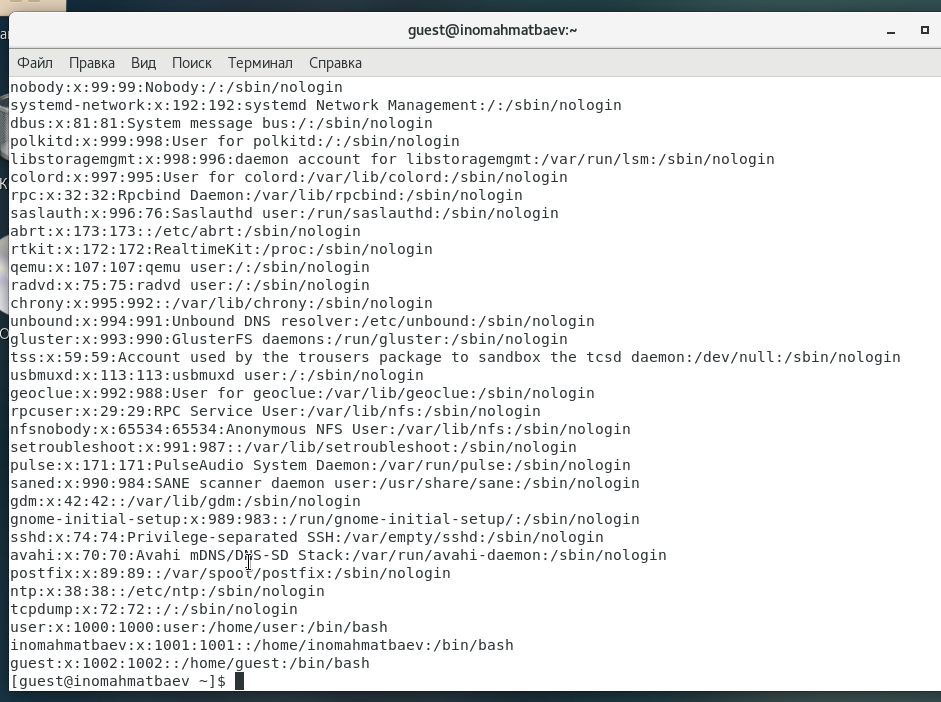 guest@inomahmatbaev:~
Файл Правка Вид Поиск Терминал Справка
nobody:x:99:99:Nobody:/:/sbin/nologin
systemd-network:x:192:192:systemd Network Management:/:/sbin/nologin
dbus:x:81:81:System message bus:/:/sbin/nologin
polkitd:x:999:998:User for polkitd:/:/sbin/nologin
libstoragemgmt:x:998:996:daemon account for libstoragemgmt:/var/run/lsm:/sbin/nologin
colord:x:997:995:User for colord:/var/lib/colord:/sbin/nologin
rpc:x:32:32:Rpcbind Daemon:/var/lib/rpcbind:/sbin/nologin
saslauth:x:996:76:Saslauthd user:/run/saslauthd:/sbin/nologin
abrt:x:173:173::/etc/abrt:/sbin/nologin
rtkit:x:172:172:RealtimeKit:/proc:/sbin/nologin
qemu:x:107:107:qemu user:/:/sbin/nologin
radvd:x:75:75:radvd user:/:/sbin/nologin
chrony:x:995:992::/var/lib/chrony:/sbin/nologin
unbound:x:994:991:Unbound DNS resolver:/etc/unbound:/sbin/nologin
gluster:x:993:990:GlusterFS daemons:/run/gluster:/sbin/nologin
tss:x:59:59:Account used by the trousers package to sandbox the tcsd daemon:/dev/null:/sbin/nologin
usbmuxd:x:113:113:usbmuxd user:/:/sbin/nologin
geoclue:x:992:988:User for geoclue:/var/lib/geoclue:/sbin/nologin
rpcuser:x:29:29:RPC Service User:/var/lib/nfs:/sbin/nologin
nfsnobody:x:65534:65534:Anonymous NFS User:/var/lib/nfs:/sbin/nologin
setroubleshoot:x:991:987::/var/lib/setroubleshoot:/sbin/nologin
pulse:x:171:171:PulseAudio System Daemon:/var/run/pulse:/sbin/nologin
saned:x:990:984:SANE scanner daemon user:/usr/share/sane:/sbin/nologin
gdm:x:42:42::/var/lib/gdm:/sbin/nologin
gnome-initial-setup:x:989:983::/run/gnome-initial-setup/:/sbin/nologin
sshd:x:74:74:Privilege-separated SSH:/var/empty/sshd:/sbin/nologin
avahi:x:70:70:Avahi mDNS/DNS-SD Stack:/var/run/avahi-daemon:/sbin/nologin
postfix:x:89:89::/var/spool/postfix:/sbin/nologin
ntp:x:38:38::/etc/ntp:/sbin/nologin
tcpdump:x:72:72::/:/sbin/nologin
user:x:1000:1000:user:/home/user:/bin/bash
inomahmatbaev:x:1001:1001::/home/inomahmatbaev:/bin/bash
guest:x:1002:1002::/home/guest:/bin/bash
[guest@inomahmatbaev ~]$